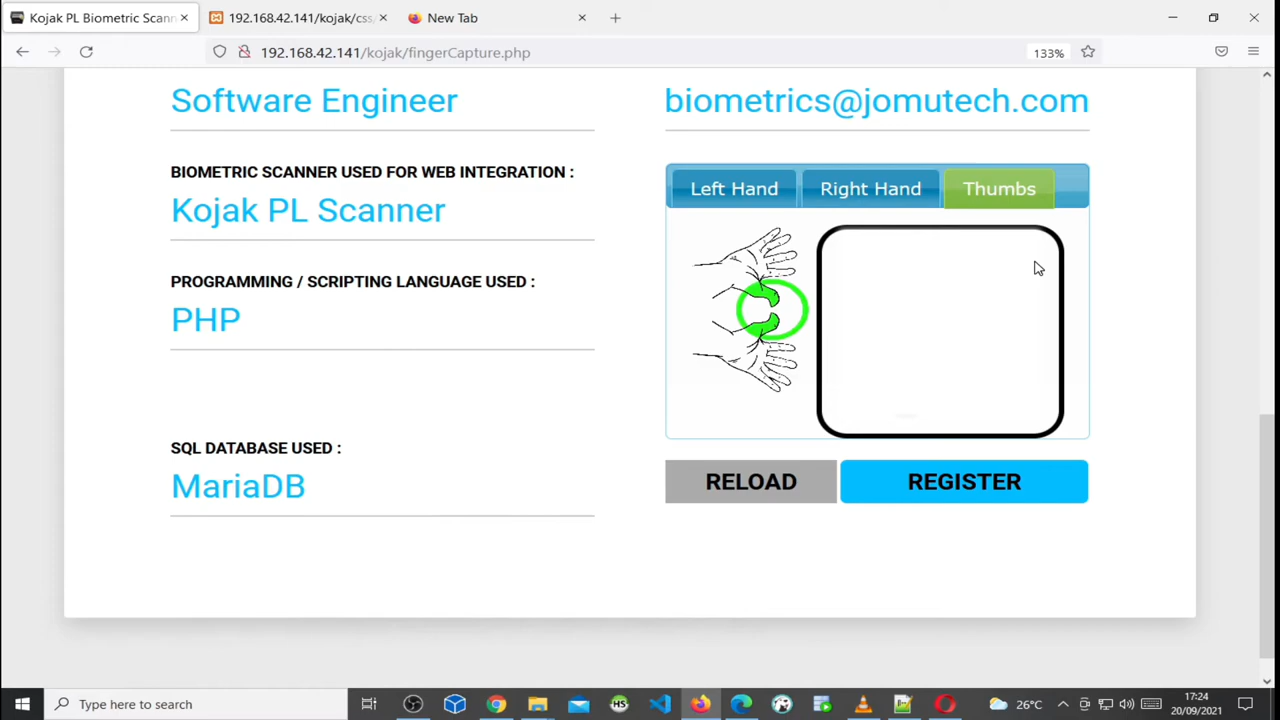 Kojak PL Biometric Scann
192.168.42.141/kojak/css/
New Tab
192.168.42.141/kojak/fingerCapture.php
133%
Software Engineer
biometrics@jomutech.com
BIOMETRIC SCANNER USED FOR WEB INTEGRATION :
Kojak PL Scanner
Left Hand
Right Hand
Thumbs
PROGRAMMING / SCRIPTING LANGUAGE USED :
PHP
SQL DATABASE USED :
MariaDB
RELOAD
REGISTER
Type here to search
HS
26°C
17:24
20/09/2021